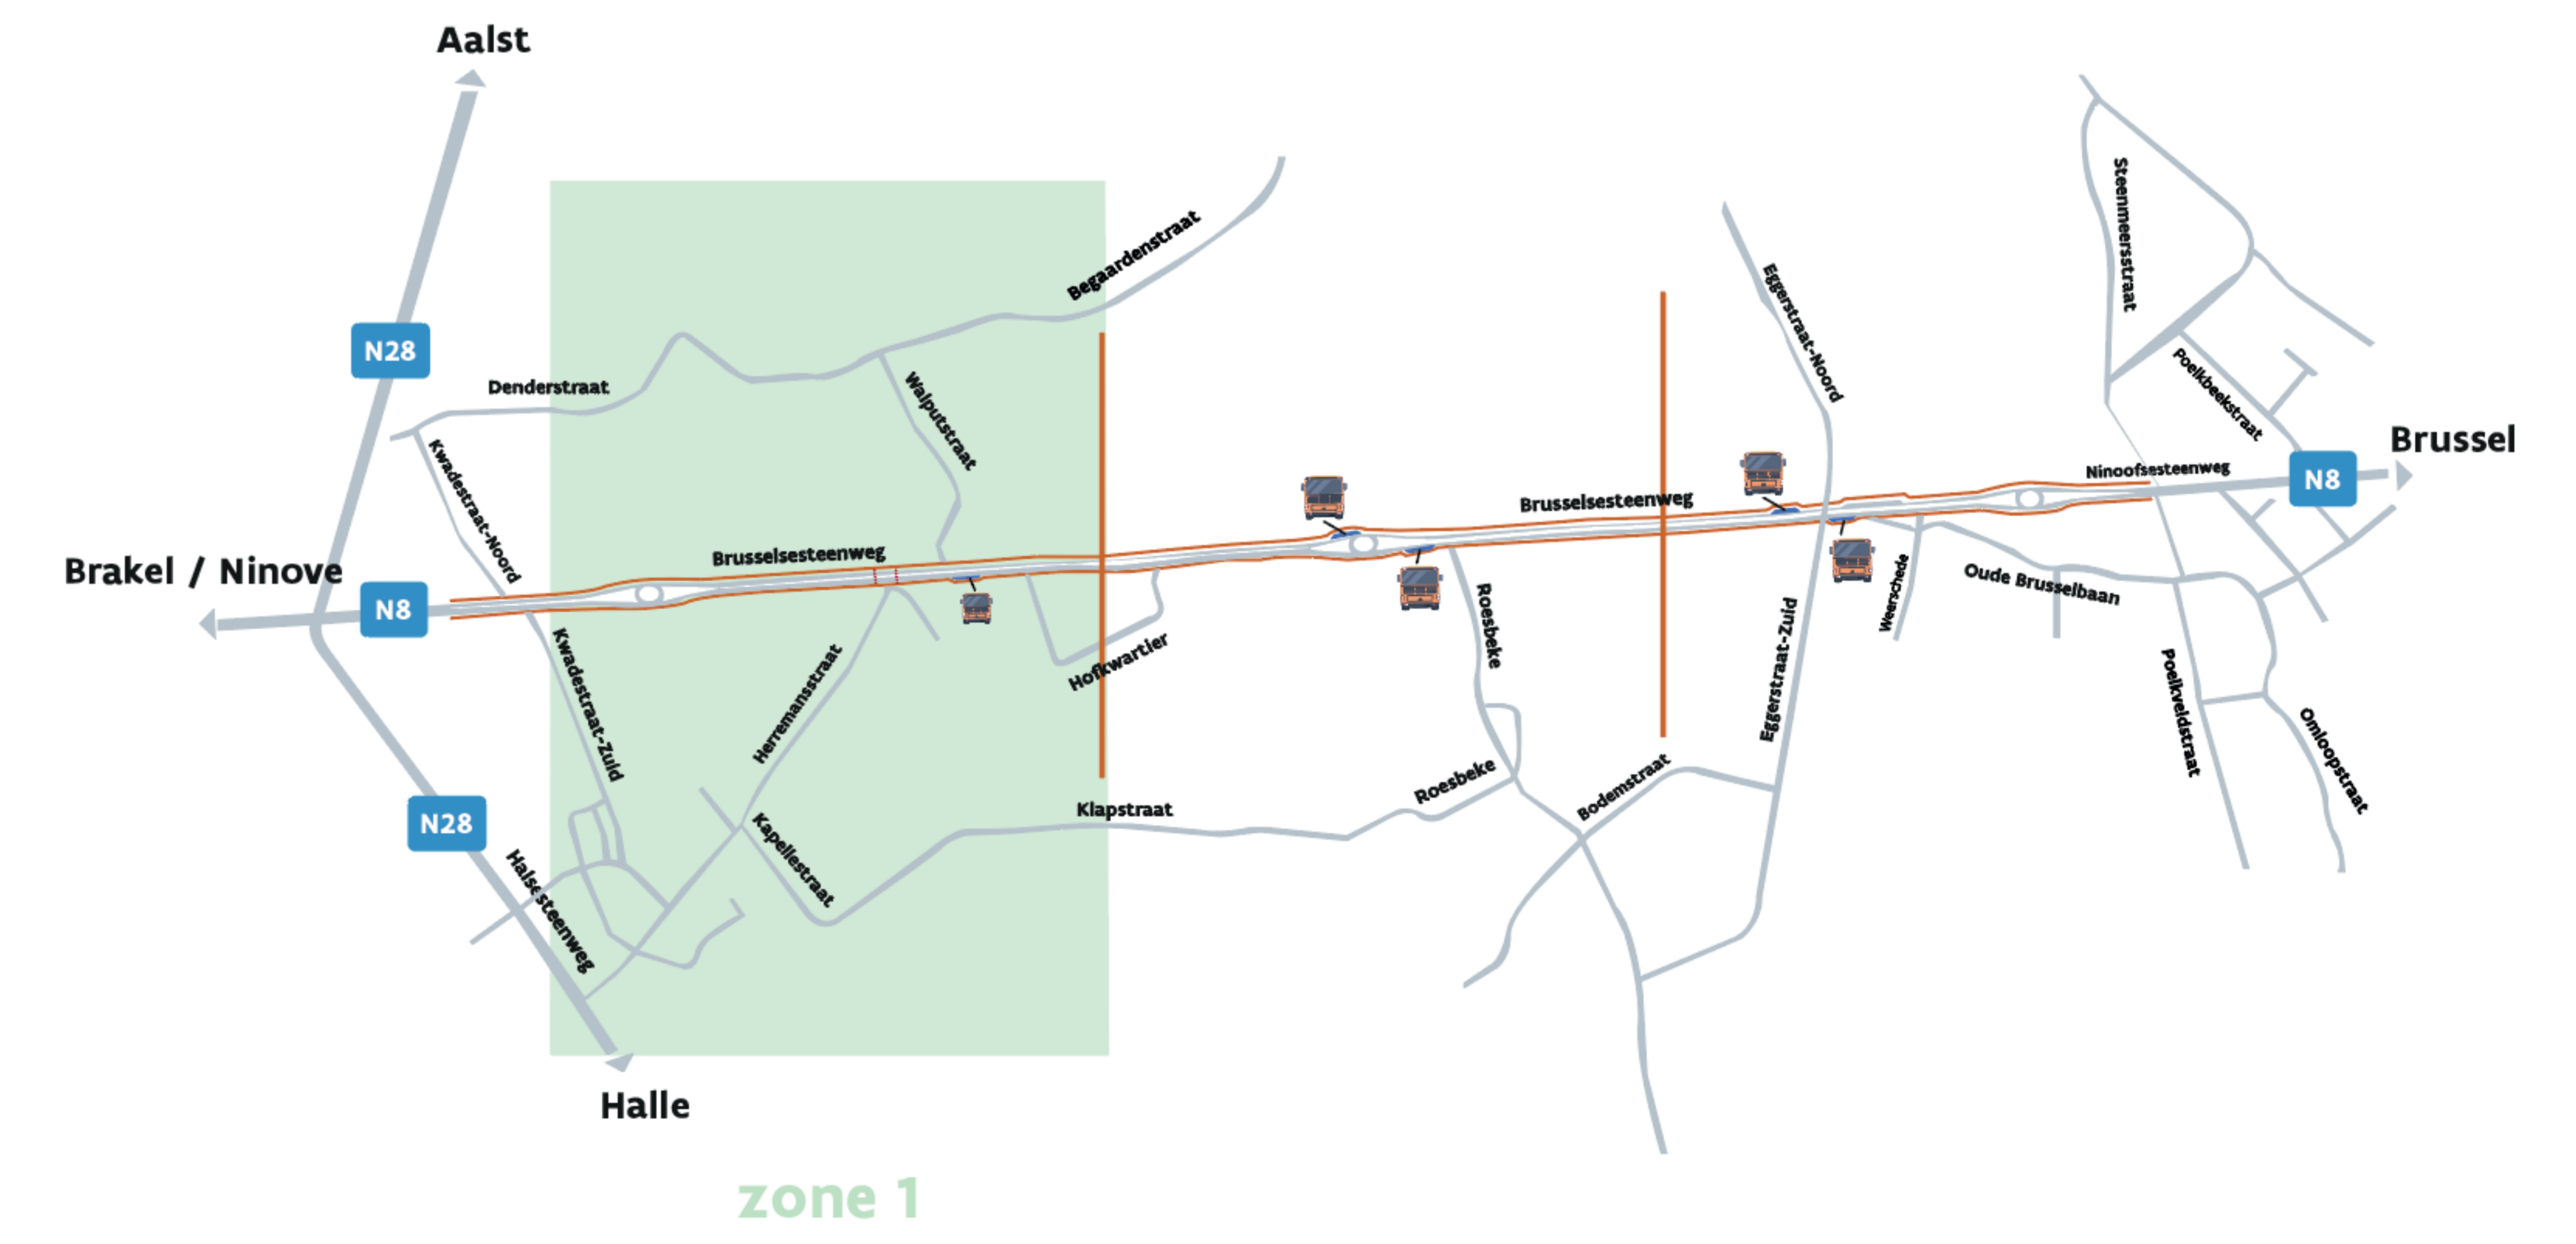 Aalst
N28
Begaardenstraat
Steenmeersstraat
Eggerstraat-Noord
Denderstraat
Walputstraat
Poelkbeekstraat
Brussel
Kwadestraat-Noord
Ninoofsesteenweg
N8
Brusselsesteenweg
Brusselsesteenweg
Brakel / Ninove
N8
Weerschede
Oude Brusselbaan
Roesbeke
Eggerstraat-Zuid
Kwadestraat-Zuid
Herremansstraat
Hofkwartier
Poelkveldstraat
Omloopstraat
Roesbeke
Bodemstraat
Klapstraat
N28
Kapellestraat
Halsesteenweg
Halle
zone 1